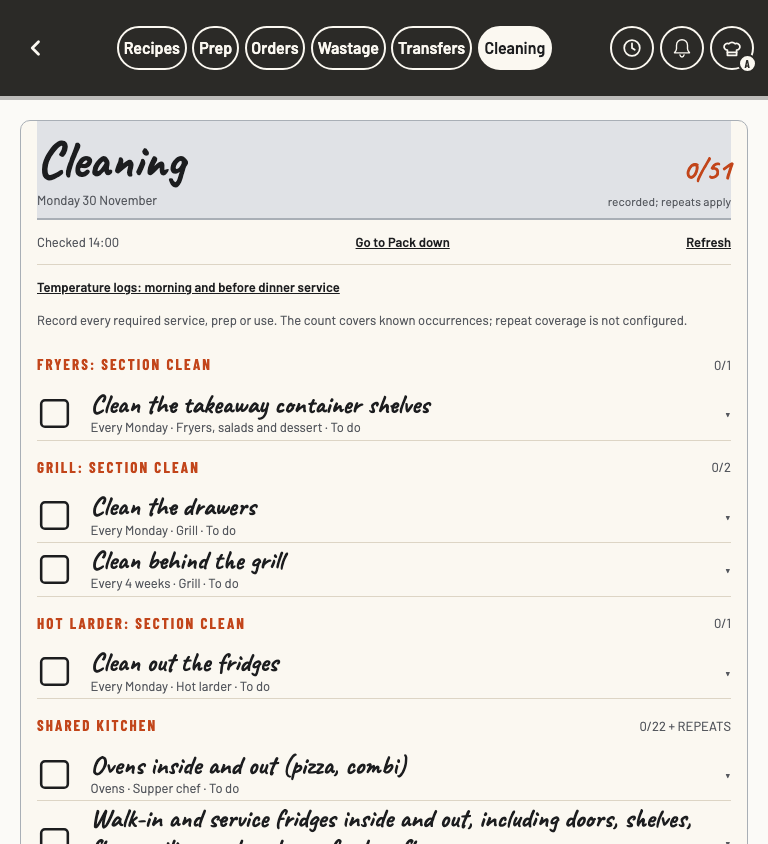 Recipes Prep Orders Wastage Transfers Cleaning
A
Cleaning
0/51
Monday 30 November
recorded; repeats apply
Checked 14:00
Go to Pack down
Refresh
Temperature logs: morning and before dinner service
Record every required service, prep or use. The count covers known occurrences; repeat coverage is not configured.
FRYERS: SECTION CLEAN
0/1
Clean the takeaway container shelves
Every Monday · Fryers, salads and dessert · To do
GRILL: SECTION CLEAN
0/2
Clean the drawers
Every Monday · Grill · To do
Clean behind the grill
Every 4 weeks · Grill · To do
HOT LARDER: SECTION CLEAN
0/1
Clean out the fridges
Every Monday · Hot larder · To do
SHARED KITCHEN
0/22 + REPEATS
Ovens inside and out (pizza, combi)
Ovens · Supper chef · To do
Walk-in and service fridges inside and out, including doors, shelves,